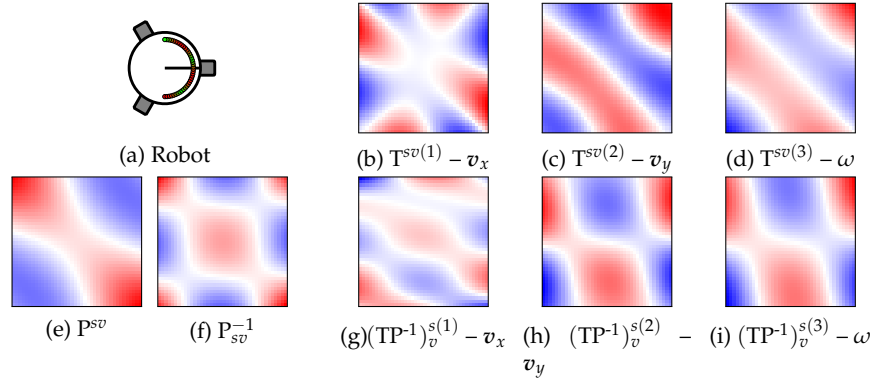 (a) Robot
(b) T^{sv(1)} – v_x
(c) T^{sv(2)} – v_y
(d) T^{sv(3)} – ω
(e) P^{sv}
(f) P_{sv}^{−1}
(g)(TP^{-1})_v^{s(1)} – v_x
(h) (TP^{-1})_v^{s(2)} –
v_y
(i) (TP^{-1})_v^{s(3)} – ω